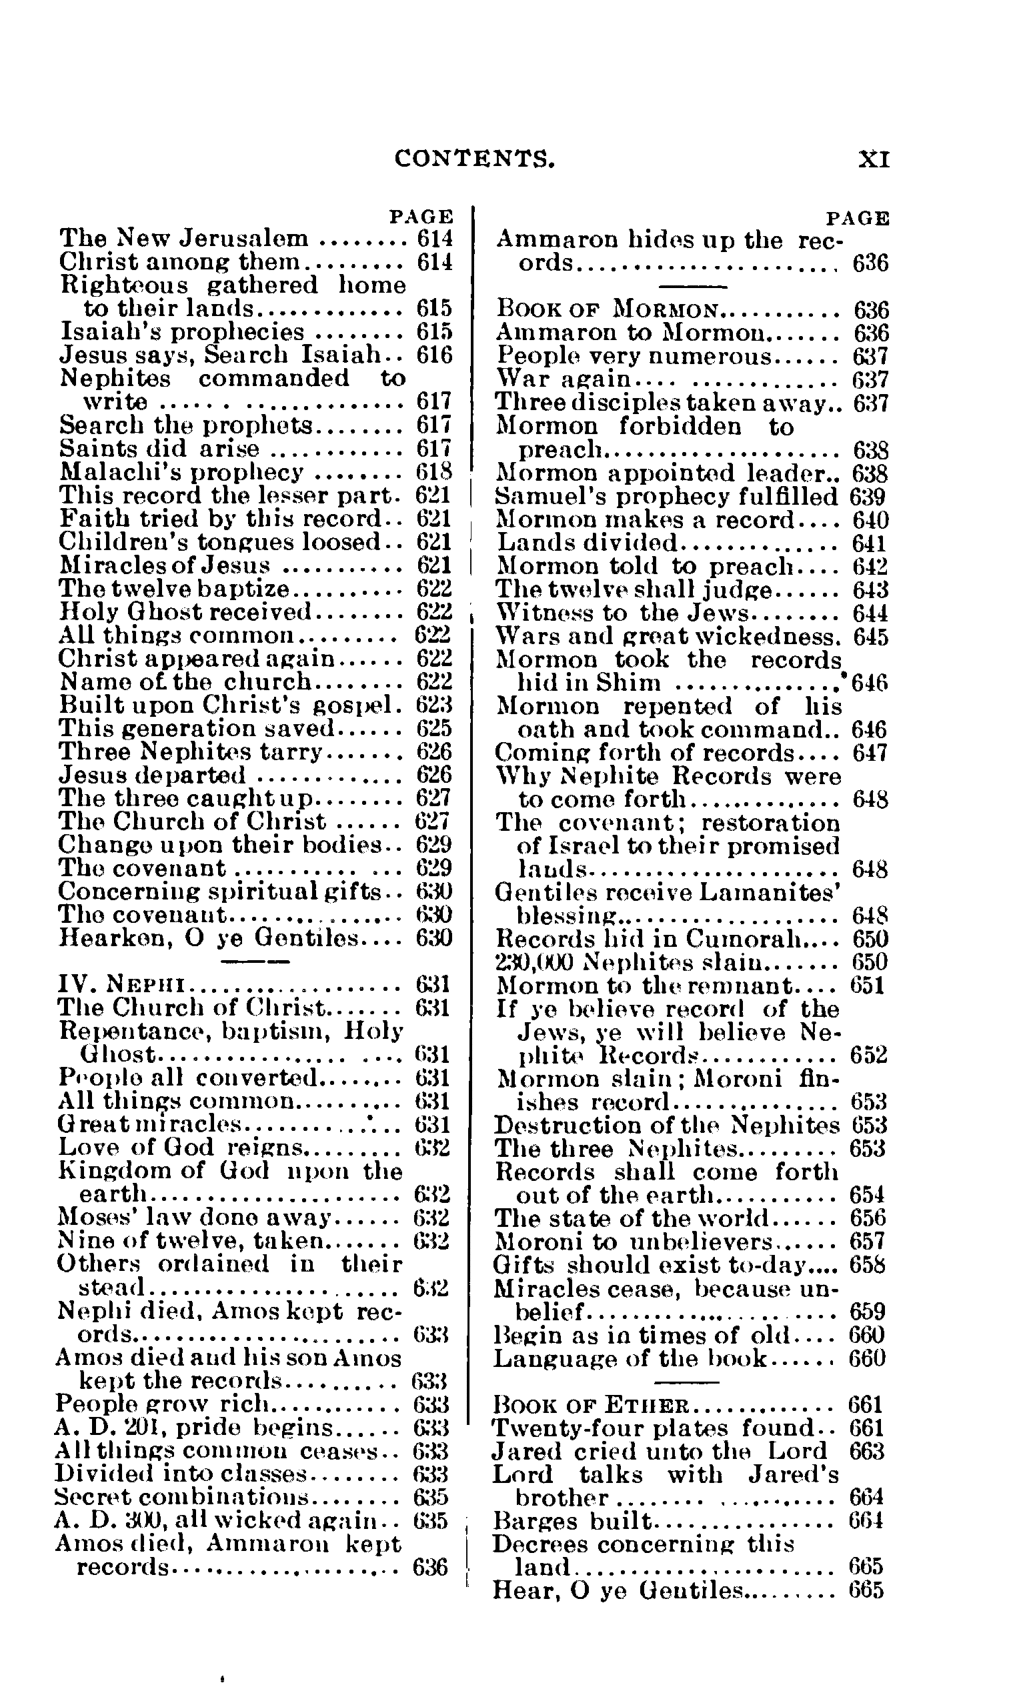 CONTENTS. XI
PAGE
The New Jerusalem ........ 614
Christ among them......... 614
Righteous gathered home
to their lands............. 615
Isaiah's prophecies ........ 615
Jesus says, Search Isaiah.. 616
Nephites commanded to
write ...................... 617
Search the prophets........ 617
Saints did arise ............ 617
Malachi's prophecy ........ 618
This record the lesser part. 621
Faith tried by this record.. 621
Children's tongues loosed.. 621
Miracles of Jesus ........... 621
The twelve baptize.......... 622
Holy Ghost received........ 622
All things common......... 622
Christ appeared again...... 622
Name of the church........ 622
Built upon Christ's gospel. 623
This generation saved...... 625
Three Nephites tarry....... 626
Jesus departed ............. 626
The three caught up........ 627
The Church of Christ ...... 627
Change upon their bodies.. 629
The covenant ............. 629
Concerning spiritual gifts.. 630
The covenant............... 630
Hearken, O ye Gentiles.... 630
IV. NEPHI................... 631
The Church of Christ....... 631
Repentance, baptism, Holy
Ghost..................... 631
People all converted........ 631
All things common.......... 631
Great miracles.............. 631
Love of God reigns......... 632
Kingdom of God upon the
earth...................... 632
Moses' law done away...... 632
Nine of twelve, taken....... 632
Others ordained in their
stead....................... 632
Nephi died, Amos kept rec-
ords........................ 633
Amos died and his son Amos
kept the records.......... 633
People grow rich............ 633
A. D. 201, pride begins...... 633
All things common ceases.. 633
Divided into classes........ 633
Secret combinations........ 635
A. D. 300, all wicked again.. 635
Amos died, Ammaron kept
records.................... 636
PAGE
Ammaron hides up the rec-
ords....................... 636
BOOK OF MORMON........... 636
Ammaron to Mormon....... 636
People very numerous...... 637
War again.... ............. 637
Three disciples taken away.. 637
Mormon forbidden to
preach..................... 638
Mormon appointed leader.. 638
Samuel's prophecy fulfilled 639
Mormon makes a record.... 640
Lands divided.............. 641
Mormon told to preach.... 642
The twelve shall judge...... 643
Witness to the Jews........ 644
Wars and great wickedness. 645
Mormon took the records
hid in Shim ............... 646
Mormon repented of his
oath and took command.. 646
Coming forth of records.... 647
Why Nephite Records were
to come forth............. 648
The covenant; restoration
of Israel to their promised
lands...................... 648
Gentiles receive Lamanites'
blessing.................... 648
Records hid in Cumorah.... 650
230,000 Nephites slain....... 650
Mormon to the remnant.... 651
If ye believe record of the
Jews, ye will believe Ne-
phite Records............ 652
Mormon slain; Moroni fin-
ishes record............... 653
Destruction of the Nephites 653
The three Nephites......... 653
Records shall come forth
out of the earth........... 654
The state of the world...... 656
Moroni to unbelievers...... 657
Gifts should exist to-day.... 658
Miracles cease, because un-
belief..................... 659
Begin as in times of old.... 660
Language of the book...... 660
BOOK OF ETHER............. 661
Twenty-four plates found.. 661
Jared cried unto the Lord 663
Lord talks with Jared's
brother ........ .......... 664
Barges built................ 664
Decrees concerning this
land....................... 665
Hear, O ye Gentiles......... 665